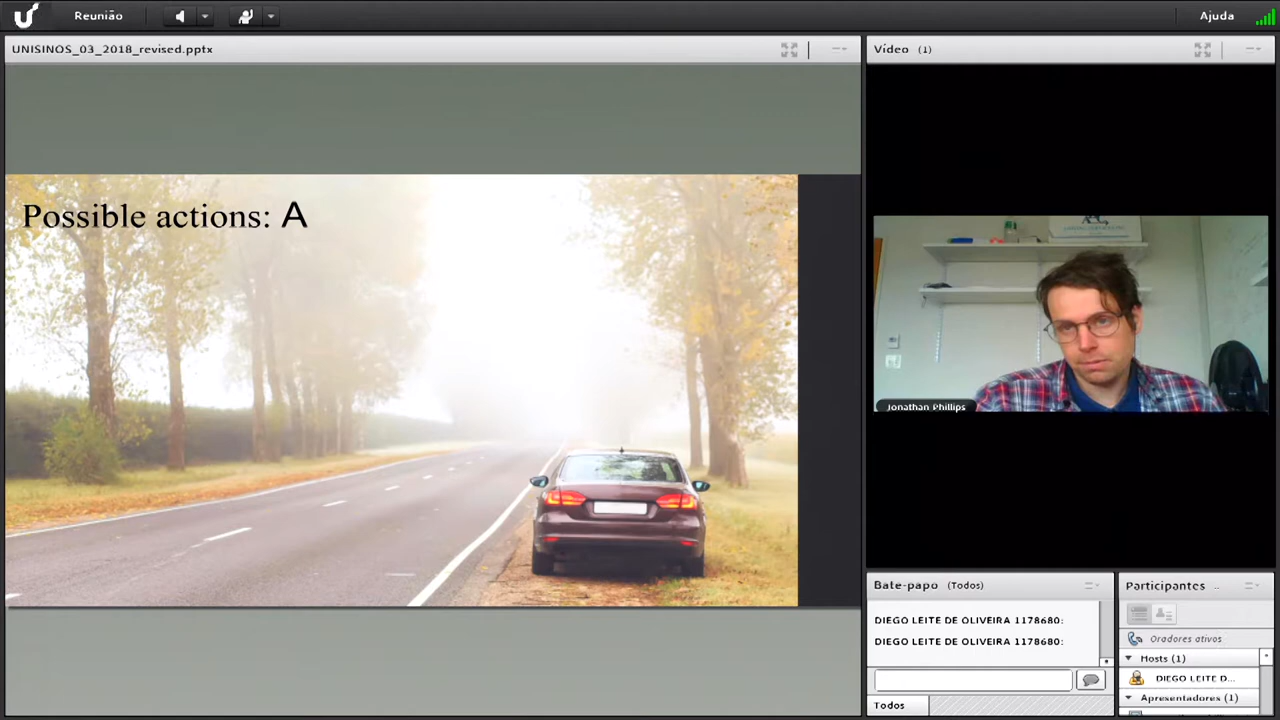 Reunião
Ajuda
UNISINOS_03_2018_revised.pptx
Possible actions: A
Vídeo (1)
Jonathan Phillips
Bate-papo (Todos)
DIEGO LEITE DE OLIVEIRA 1178680:
DIEGO LEITE DE OLIVEIRA 1178680:
Todos
Participantes ..
Oradores ativos
Hosts (1)
DIEGO LEITE D...
Apresentadores (1)